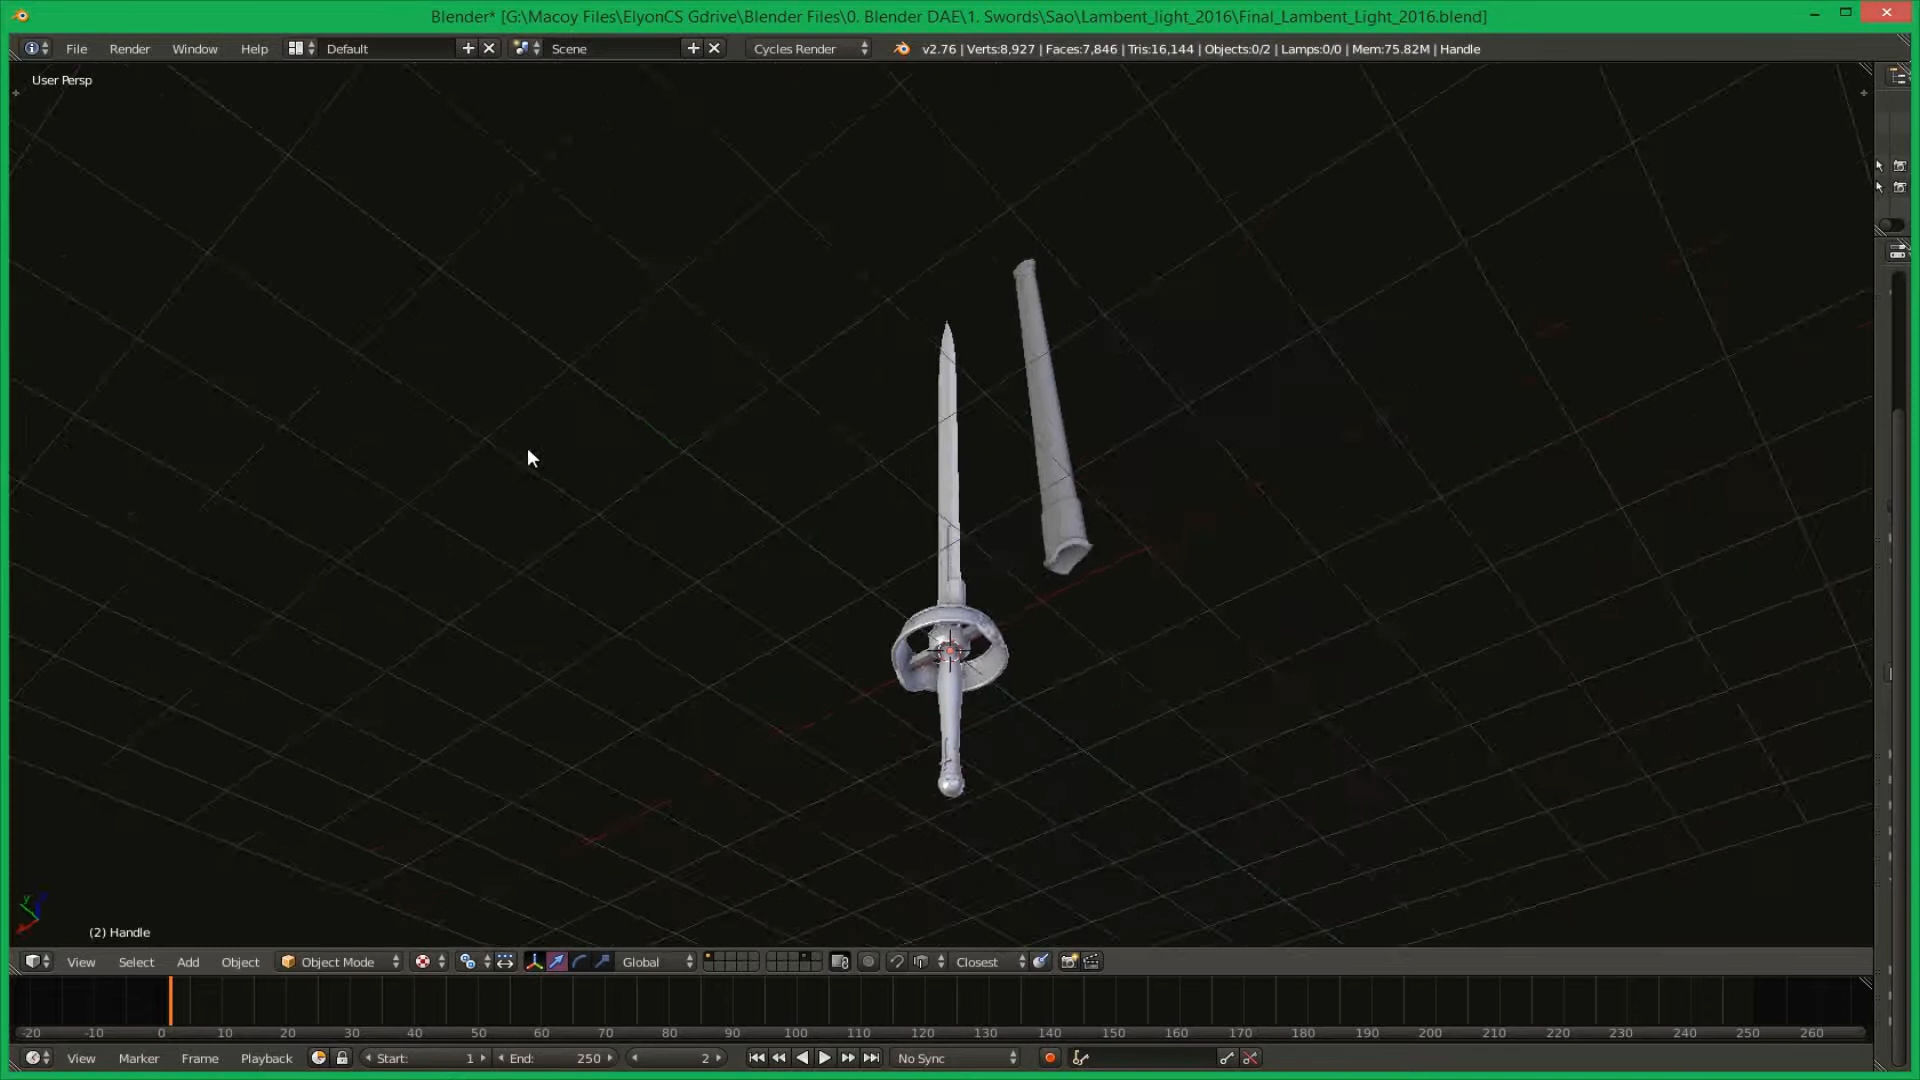 Blender* [G:\Macoy Files\ElyonCS Gdrive\Blender Files\0. Blender DAE\1. Swords\Sao\Lambent_light_2016\Final_Lambent_Light_2016.blend]
File Render Window Help Default Scene Cycles Render v2.76 | Verts:8,927 | Faces:7,846 | Tris:16,144 | Objects:0/2 | Lamps:0/0 | Mem:75.82M | Handle
User Persp
y
(2) Handle
View Select Add Object Object Mode Global Closest
-20 -10 0 10 20 30 40 50 60 70 80 90 100 110 120 130 140 150 160 170 180 190 200 210 220 230 240 250 260
View Marker Frame Playback Start: 1 End: 250 2 No Sync